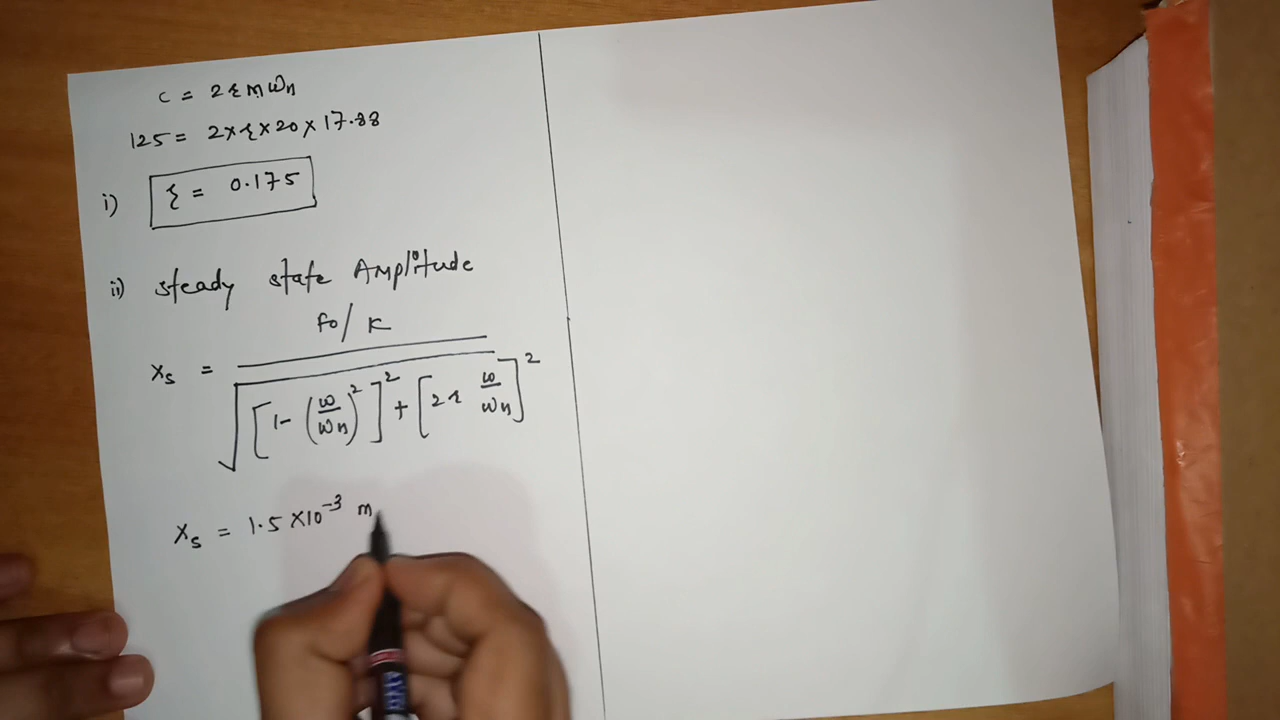 c = 2ξmωn
125 = 2×ξ×20×17.88
i) ξ = 0.175
ii) steady state Amplitude
xs = fo/K / √([1-(ω/ωn)²]² + [2ξ ω/ωn]²)
xs = 1.5×10⁻³ m